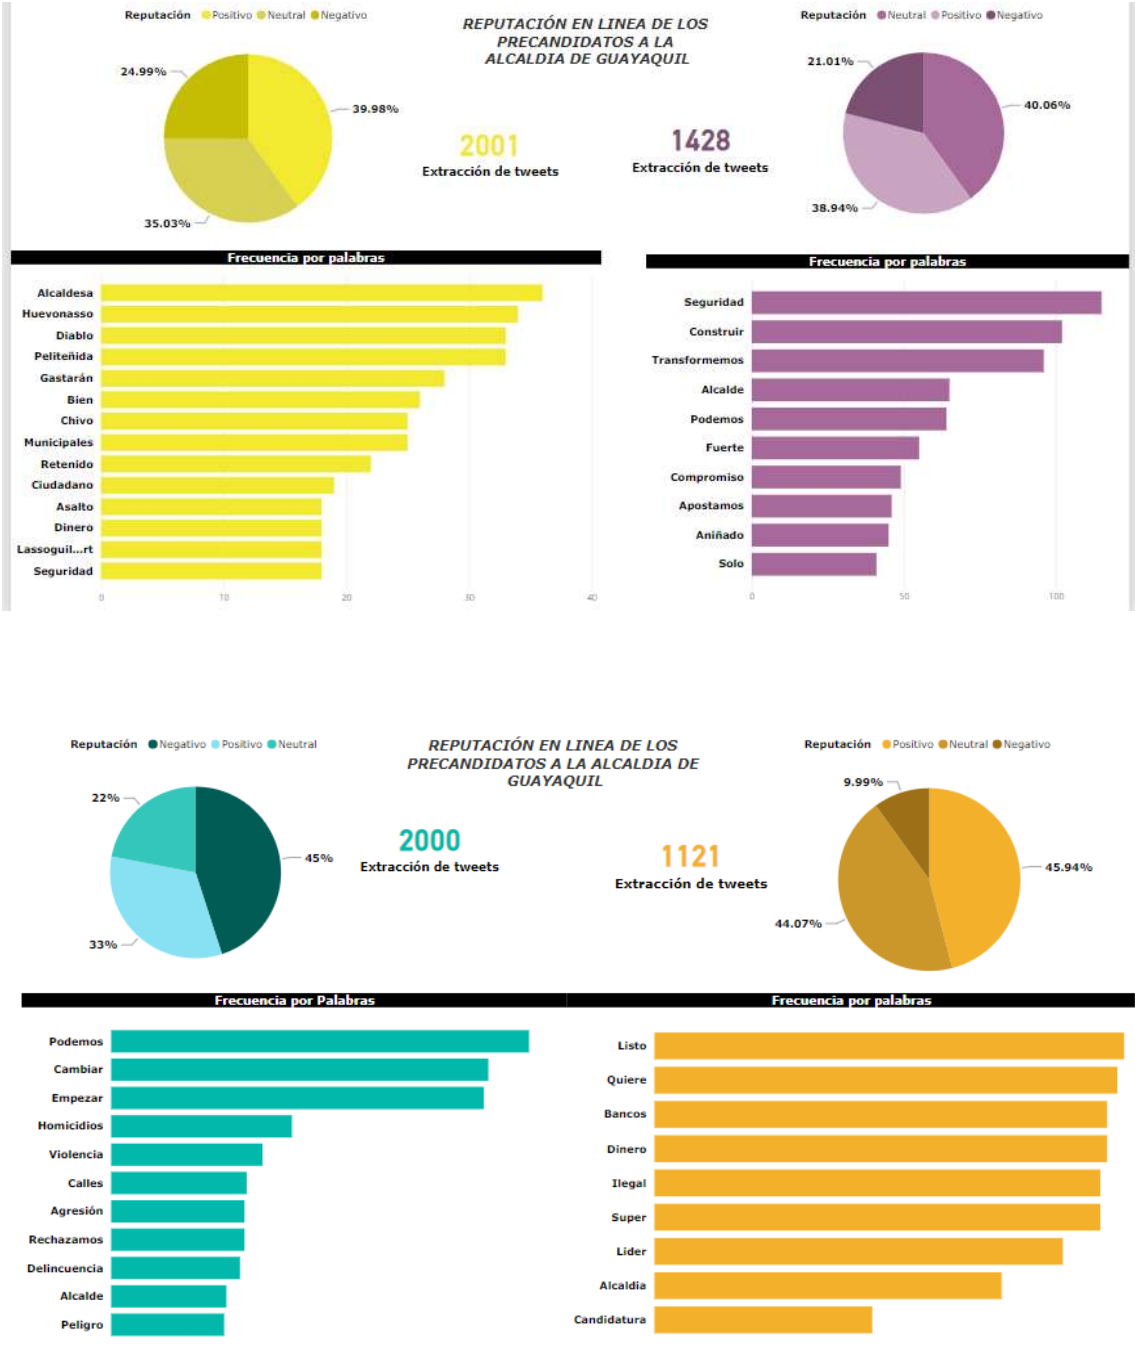 Reputación Positivo Neutral Negativo
24.99%
39.98%
35.03%
REPUTACIÓN EN LINEA DE LOS
PRECANDIDATOS A LA
ALCALDIA DE GUAYAQUIL
2001
Extracción de tweets
1428
Extracción de tweets
Reputación Neutral Positivo Negativo
21.01%
40.06%
38.94%
Frecuencia por palabras
Alcaldesa
Huevonasso
Diablo
Peliteñida
Gastarán
Bien
Chivo
Municipales
Retenido
Ciudadano
Asalto
Dinero
Lassoguil...rt
Seguridad
0 10 20 30 40
Frecuencia por palabras
Seguridad
Construir
Transformemos
Alcalde
Podemos
Fuerte
Compromiso
Apostamos
Aniñado
Solo
0 50 100
Reputación Negativo Positivo Neutral
22%
45%
33%
REPUTACIÓN EN LINEA DE LOS
PRECANDIDATOS A LA ALCALDIA DE
GUAYAQUIL
2000
Extracción de tweets
1121
Extracción de tweets
Reputación Positivo Neutral Negativo
9.99%
45.94%
44.07%
Frecuencia por Palabras
Podemos
Cambiar
Empezar
Homicidios
Violencia
Calles
Agresión
Rechazamos
Delincuencia
Alcalde
Peligro
Frecuencia por palabras
Listo
Quiere
Bancos
Dinero
Ilegal
Super
Lider
Alcaldia
Candidatura